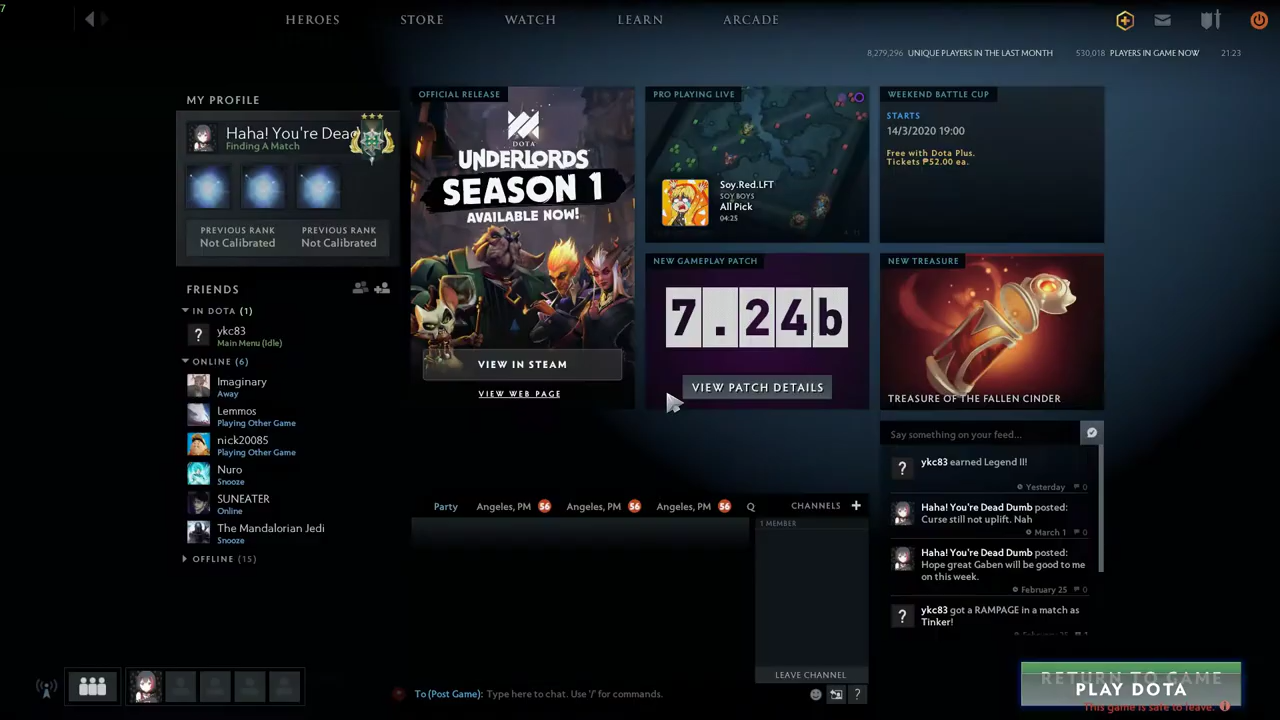 7
HEROES
STORE
WATCH
LEARN
ARCADE
8,279,296 UNIQUE PLAYERS IN THE LAST MONTH
530,018 PLAYERS IN GAME NOW
21:23
MY PROFILE
Haha! You're Dead
Finding A Match
PREVIOUS RANK
Not Calibrated
PREVIOUS RANK
Not Calibrated
FRIENDS
IN DOTA (1)
?
ykc83
Main Menu (Idle)
ONLINE (6)
Imaginary
Away
Lemmos
Playing Other Game
nick20085
Playing Other Game
Nuro
Snooze
SUNEATER
Online
The Mandalorian Jedi
Snooze
OFFLINE (15)
OFFICIAL RELEASE
DOTA
UNDERLORDS
SEASON 1
AVAILABLE NOW!
VIEW IN STEAM
VIEW WEB PAGE
PRO PLAYING LIVE
Soy.Red.LFT
SOY BOYS
All Pick
04:25
NEW GAMEPLAY PATCH
7.24b
VIEW PATCH DETAILS
WEEKEND BATTLE CUP
STARTS
14/3/2020 19:00
Free with Dota Plus.
Tickets ₱52.00 ea.
NEW TREASURE
TREASURE OF THE FALLEN CINDER
Say something on your feed...
?
ykc83 earned Legend II!
Yesterday 0
Haha! You're Dead Dumb posted:
Curse still not uplift. Nah
March 1 0
Haha! You're Dead Dumb posted:
Hope great Gaben will be good to me
on this week.
February 25 0
?
ykc83 got a RAMPAGE in a match as
Tinker!
Party
Angeles, PM 56
Angeles, PM 56
Angeles, PM 56
Q
CHANNELS +
1 MEMBER
LEAVE CHANNEL
To (Post Game): Type here to chat. Use '/' for commands.
?
RETURN TO GAME
PLAY DOTA
This game is safe to leave.